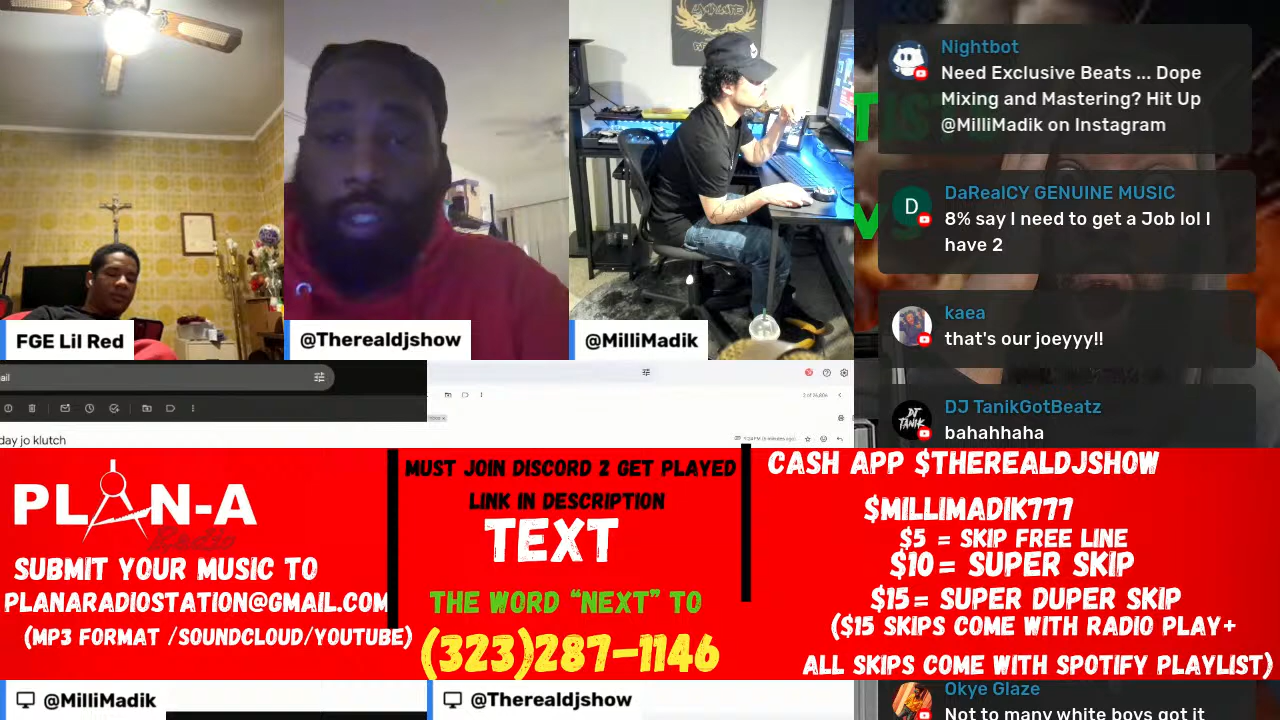 FGE Lil Red
@Therealdjshow
@MilliMadik
Nightbot
Need Exclusive Beats ... Dope
Mixing and Mastering? Hit Up
@MilliMadik on Instagram
DaRealCY GENUINE MUSIC
D
8% say I need to get a Job lol I
have 2
kaea
that's our joeyyy!!
DJ TanikGotBeatz
DJ
TANIK
bahahhaha
ail
day jo klutch
PLAN-A
Radio
SUBMIT YOUR MUSIC TO
PLANARADIOSTATION@GMAIL.COM
(MP3 FORMAT /SOUNDCLOUD/YOUTUBE)
MUST JOIN DISCORD 2 GET PLAYED
LINK IN DESCRIPTION
TEXT
THE WORD “NEXT” TO
(323)287-1146
CASH APP $THEREALDJSHOW
$MILLIMADIK777
$5 = SKIP FREE LINE
$10 = SUPER SKIP
$15= SUPER DUPER SKIP
($15 SKIPS COME WITH RADIO PLAY+
ALL SKIPS COME WITH SPOTIFY PLAYLIST)
@MilliMadik
@Therealdjshow
Okye Glaze
Not to many white boys got it